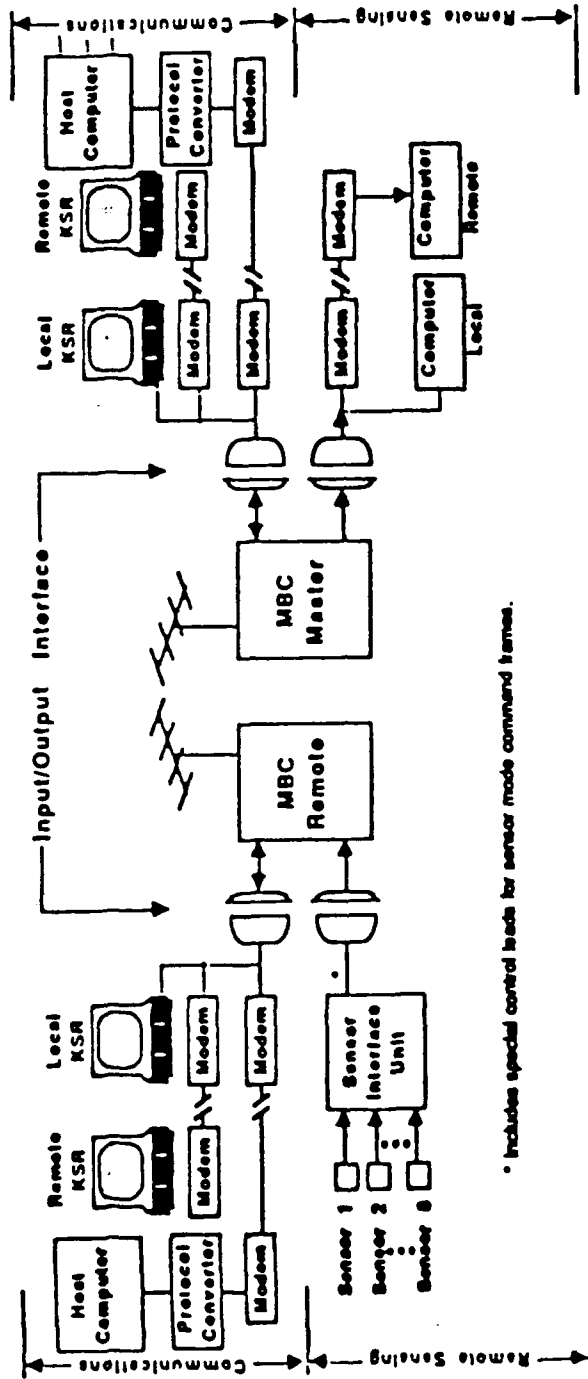 Input/Output Interface
Communications
Remote Sensing
Host
Computer
Protocol
Converter
Modem
Remote
KSR
Modem
Local
KSR
Modem
Modem
MBC
Remote
MBC
Master
Local
KSR
Modem
Modem
Remote
KSR
Modem
Host
Computer
Protocol
Converter
Modem
Communications
Remote Sensing
Sensor 1
Sensor 2
Sensor 8
Sensor
Interface
Unit
Modem
Modem
Computer
Local
Computer
Remote
* Includes special control leads for sensor mode command frames.